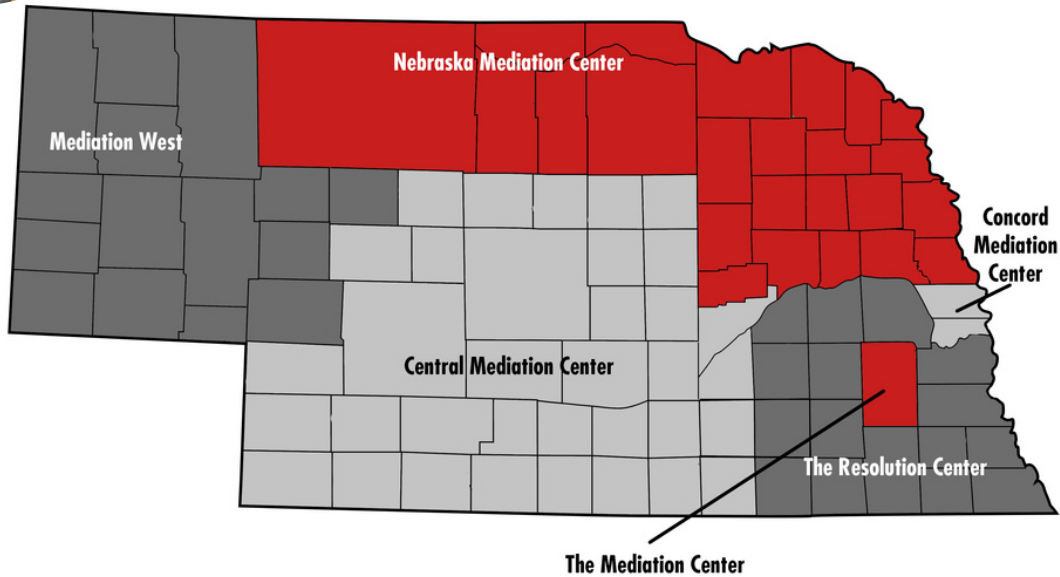 Nebraska Mediation Center
Mediation West
Concord
Mediation
Center
Central Mediation Center
The Resolution Center
The Mediation Center